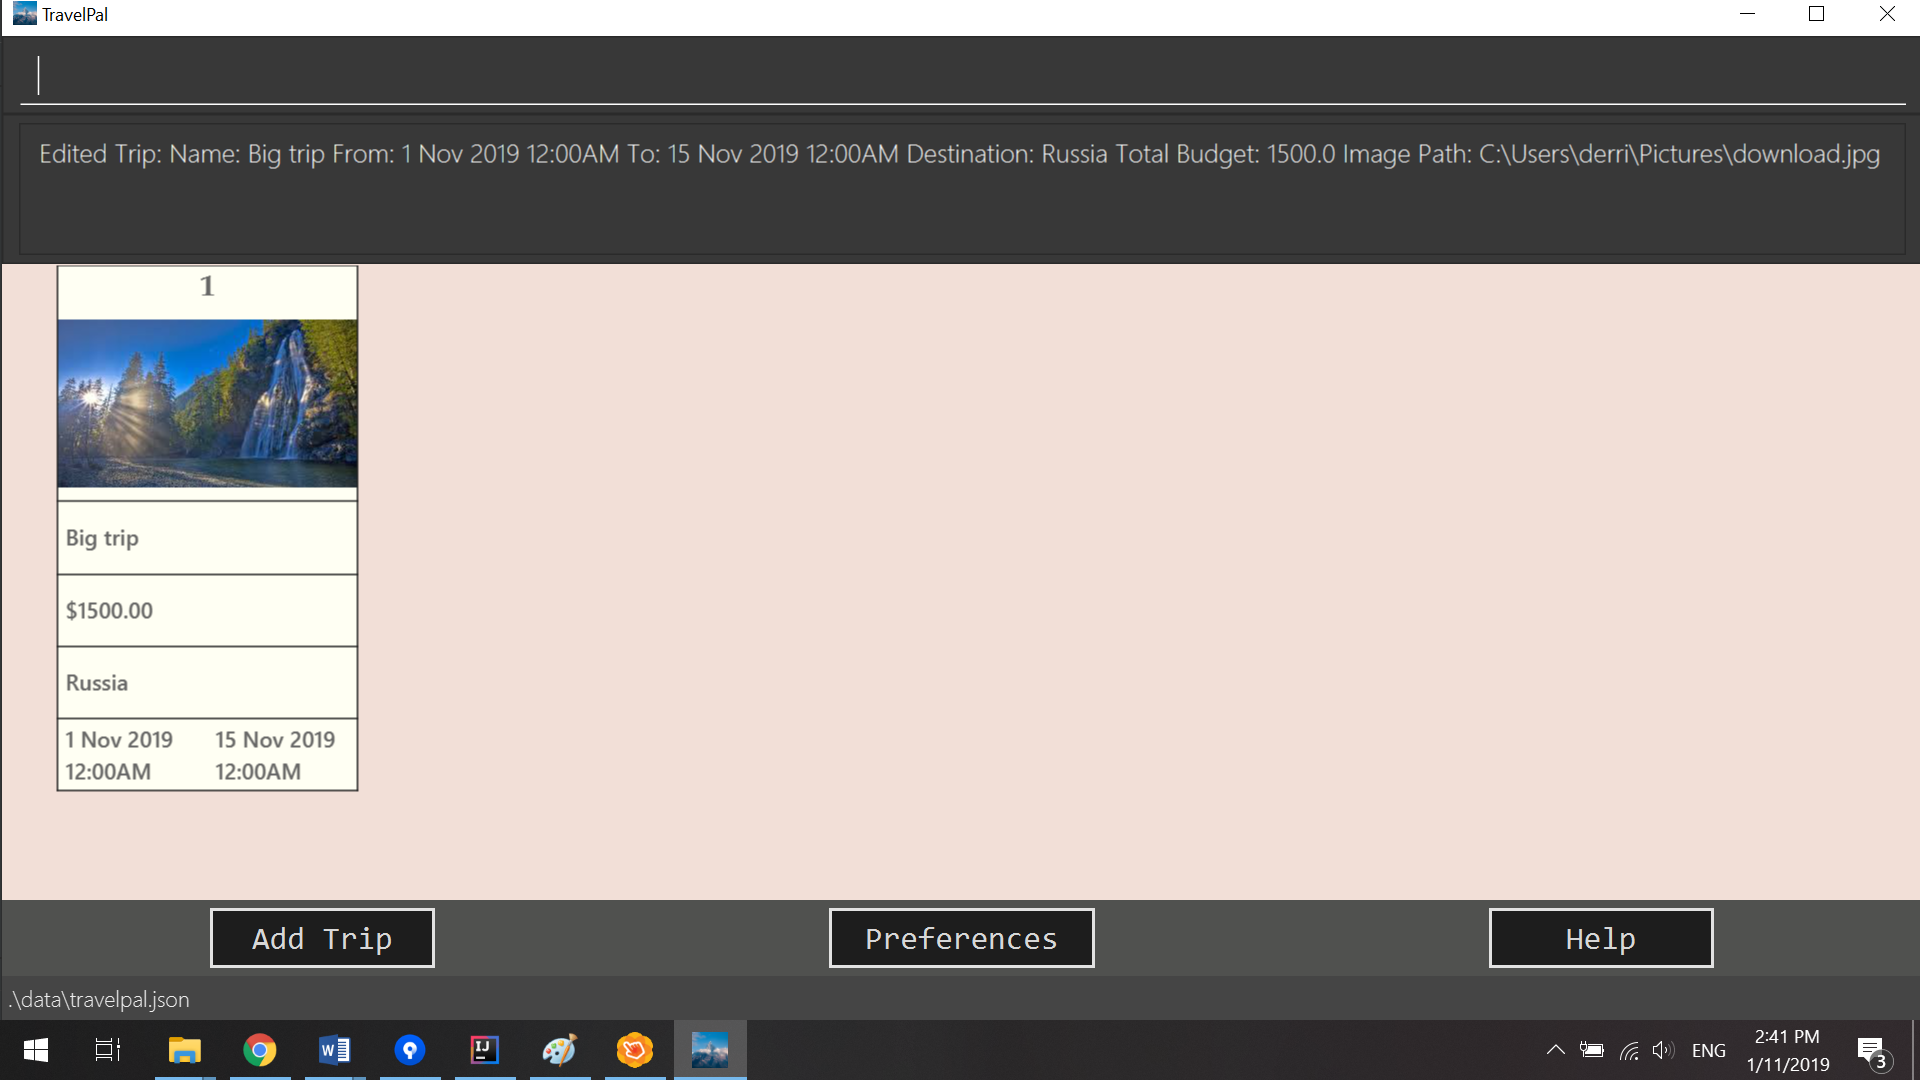 TravelPal
Edited Trip: Name: Big trip From: 1 Nov 2019 12:00AM To: 15 Nov 2019 12:00AM Destination: Russia Total Budget: 1500.0 Image Path: C:\Users\derri\Pictures\download.jpg
1
Big trip
$1500.00
Russia
1 Nov 2019 15 Nov 2019
12:00AM 12:00AM
Add Trip Preferences Help
.\data\travelpal.json
W IJ ENG 2:41 PM
1/11/2019 3